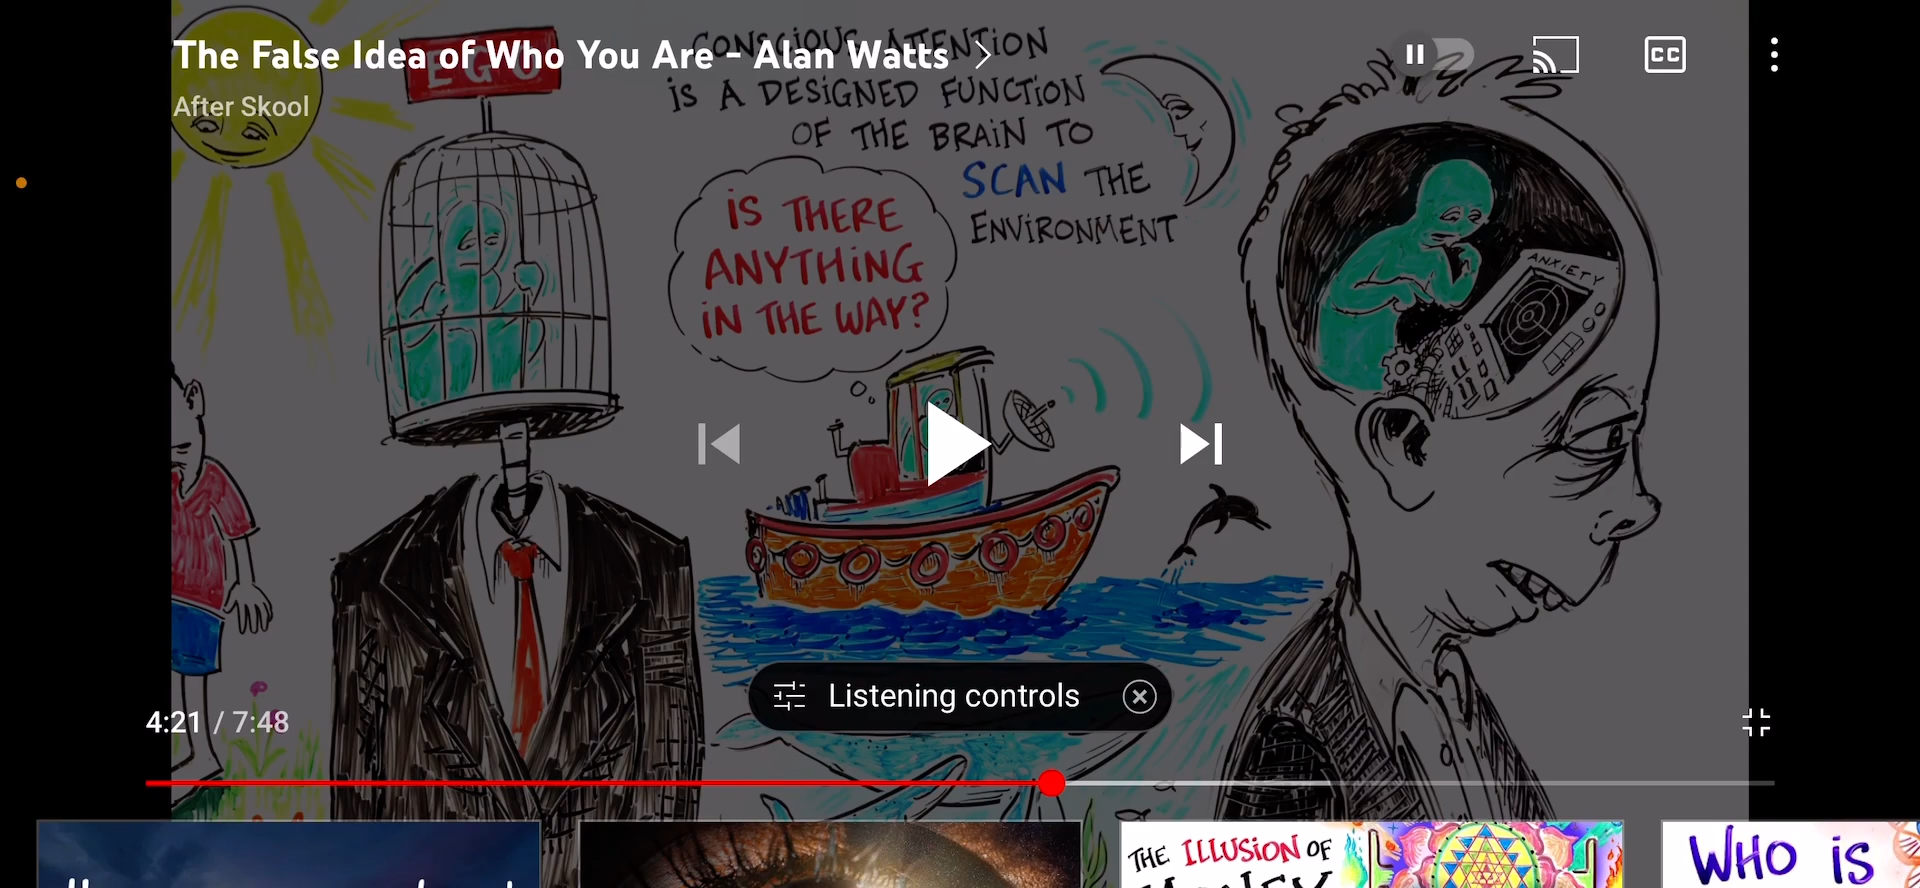 The False Idea of Who You Are - Alan Watts
After Skool
CC
EGO
CONSCIOUS ATTENTION
iS A DESiGNED FUNCTiON
OF THE BRAiN TO
SCAN THE
ENViRONMENT
iS THERE
ANYTHiNG
iN THE WAY?
ANXIETY
Listening controls
4:21 / 7:48
THE ILLUSiON OF
MONEY
WHO iS